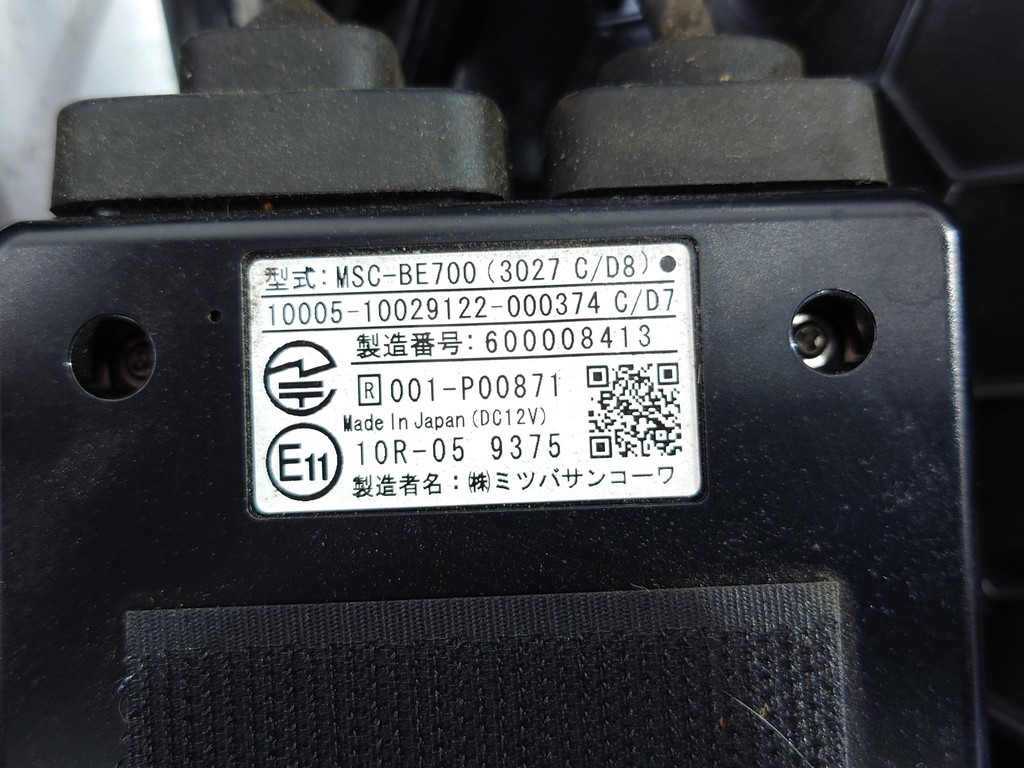 型式：MSC-BE700（3027 C/D8）●
10005-10029122-000374 C/D7
製造番号：600008413
R 001-P00871
Made In Japan (DC12V)
E11 10R-05 9375
製造者名：㈱ミツバサンコーワ